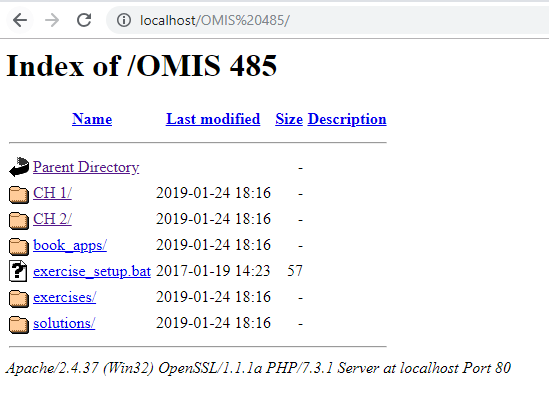 localhost/OMIS%20485/
Index of /OMIS 485
Name Last modified Size Description
Parent Directory -
CH 1/ 2019-01-24 18:16 -
CH 2/ 2019-01-24 18:16 -
book_apps/ 2019-01-24 18:16 -
exercise_setup.bat 2017-01-19 14:23 57
exercises/ 2019-01-24 18:16 -
solutions/ 2019-01-24 18:16 -
Apache/2.4.37 (Win32) OpenSSL/1.1.1a PHP/7.3.1 Server at localhost Port 80